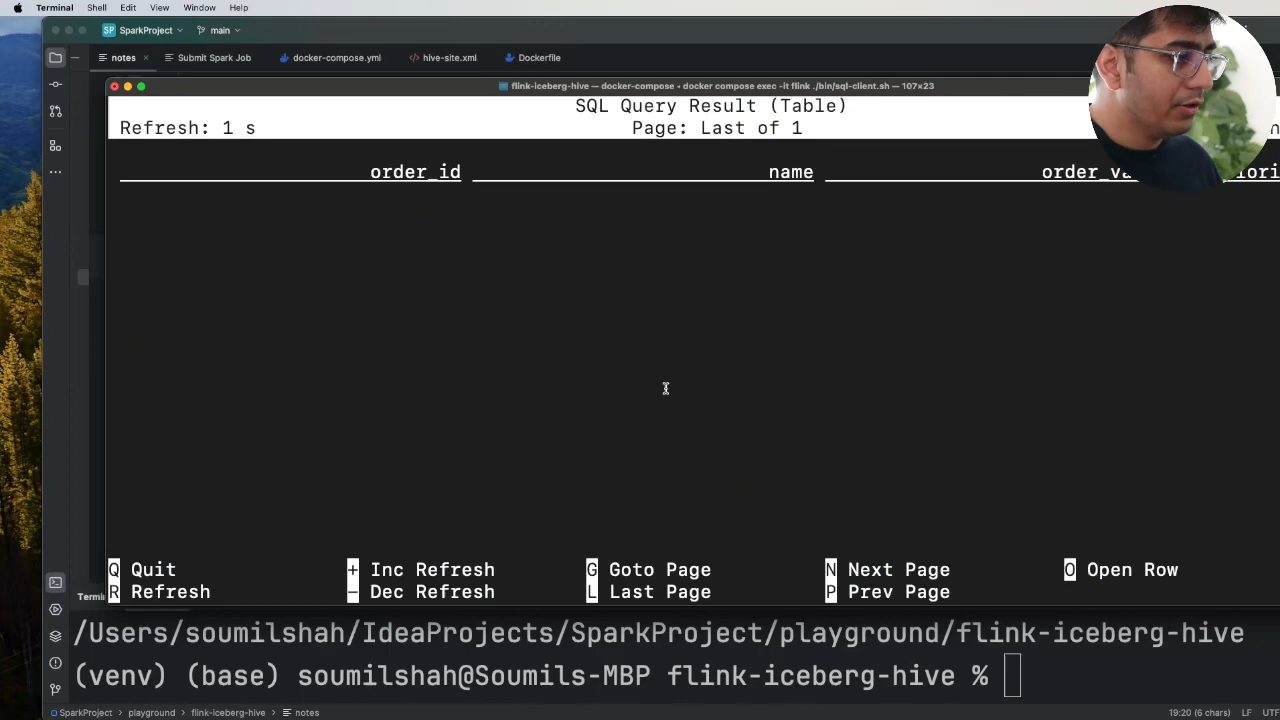 Terminal Shell Edit View Window Help
SP SparkProject main
notes Submit Spark Job docker-compose.yml hive-site.xml Dockerfile
flink-iceberg-hive — docker-compose • docker compose exec -it flink ./bin/sql-client.sh — 107×23
SQL Query Result (Table)
Refresh: 1 s Page: Last of 1
order_id name
Q Quit + Inc Refresh G Goto Page N Next Page O Open Row
R Refresh - Dec Refresh L Last Page P Prev Page
/Users/soumilshah/IdeaProjects/SparkProject/playground/flink-iceberg-hive
(venv) (base) soumilshah@Soumils-MBP flink-iceberg-hive %
SparkProject playground flink-iceberg-hive notes 19:20 (6 chars) LF